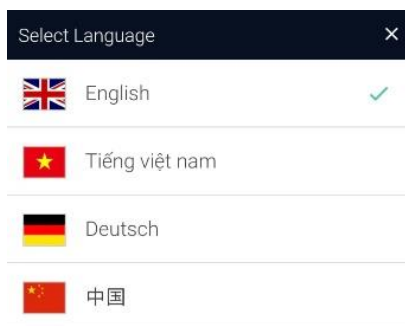 Select Language
English
Tiếng việt nam
Deutsch
中国